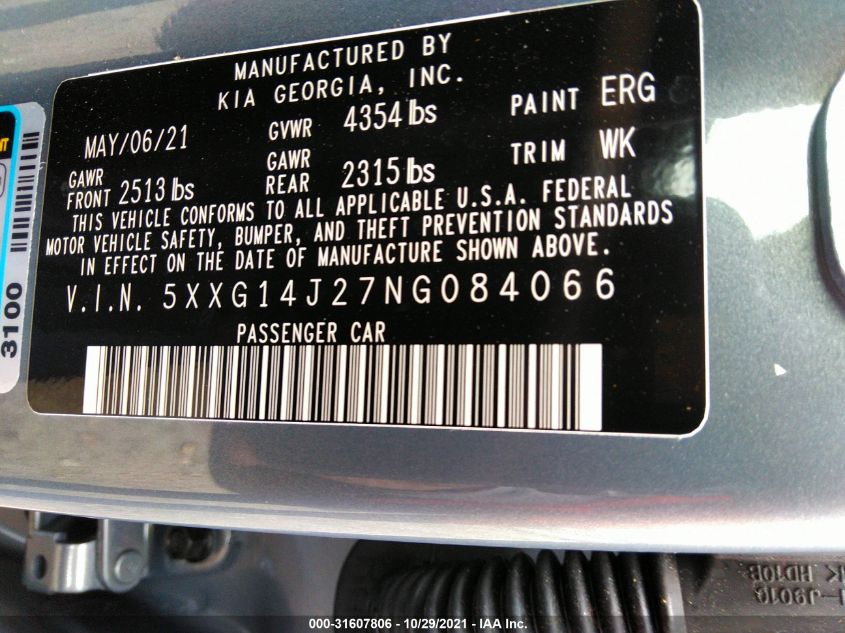 MANUFACTURED BY
KIA GEORGIA, INC.
MAY/06/21 GVWR 4354 lbs PAINT ERG
GAWR FRONT 2513 lbs GAWR REAR 2315 lbs TRIM WK
THIS VEHICLE CONFORMS TO ALL APPLICABLE U.S.A. FEDERAL
MOTOR VEHICLE SAFETY, BUMPER, AND THEFT PREVENTION STANDARDS
IN EFFECT ON THE DATE OF MANUFACTURE SHOWN ABOVE.
V.I.N. 5XXG14J27NG084066
PASSENGER CAR
3100
HD10B
000-31607806 - 10/29/2021 - IAA Inc.